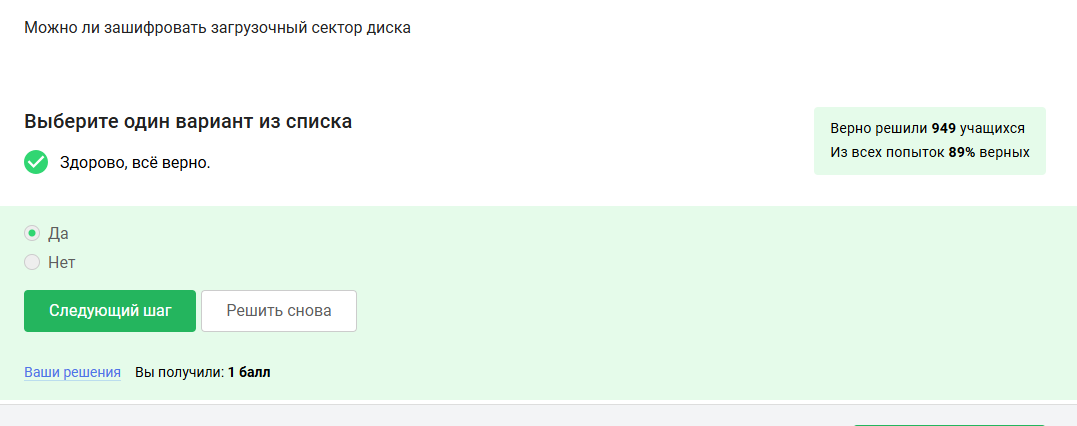 Можно ли зашифровать загрузочный сектор диска
Выберите один вариант из списка
Здорово, всё верно.
Верно решили 949 учащихся
Из всех попыток 89% верных
Да
Нет
Следующий шаг
Решить снова
Ваши решения
Вы получили: 1 балл